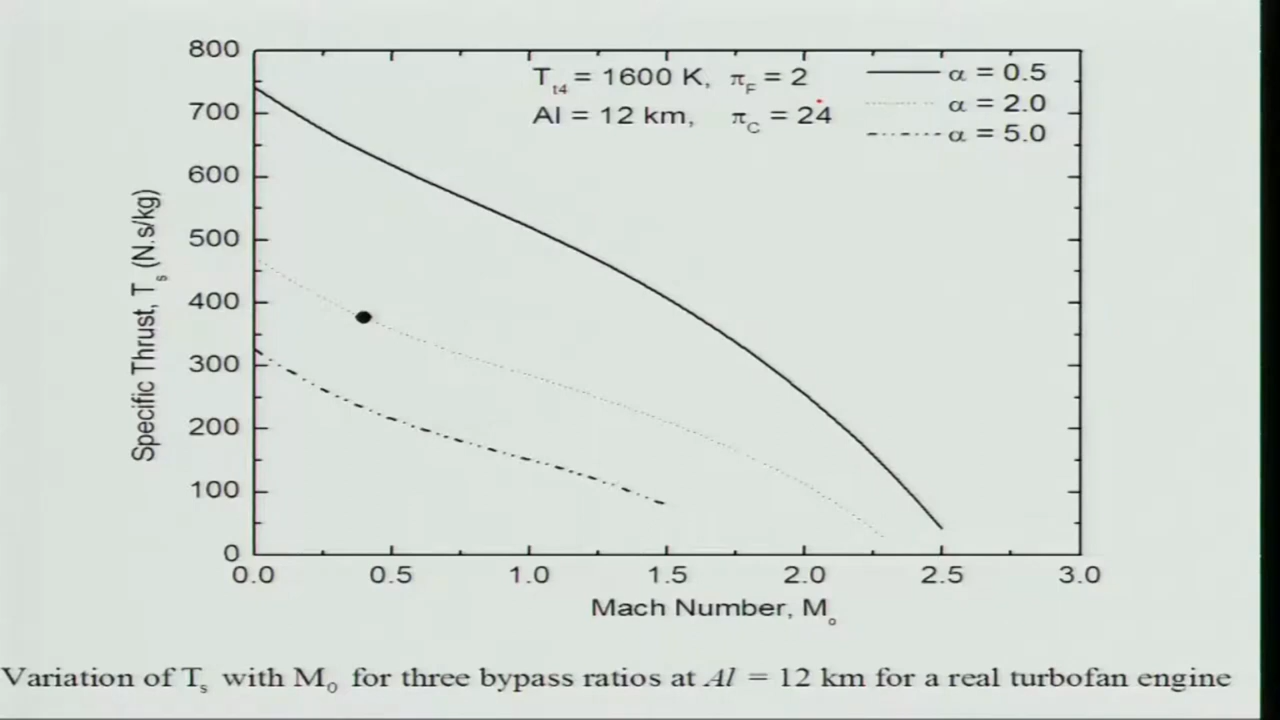 800
700
600
500
400
300
200
100
0
Specific Thrust, T_s (N.s/kg)
T_t4 = 1600 K, π_F = 2
Al = 12 km, π_C = 24
α = 0.5
α = 2.0
α = 5.0
0.0 0.5 1.0 1.5 2.0 2.5 3.0
Mach Number, M_o
Variation of T_s with M_0 for three bypass ratios at Al = 12 km for a real turbofan engine